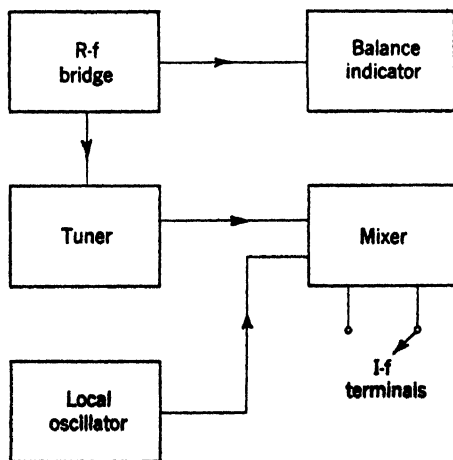 R-f
bridge
Balance
indicator
Tuner
Mixer
I-f
terminals
Local
oscillator